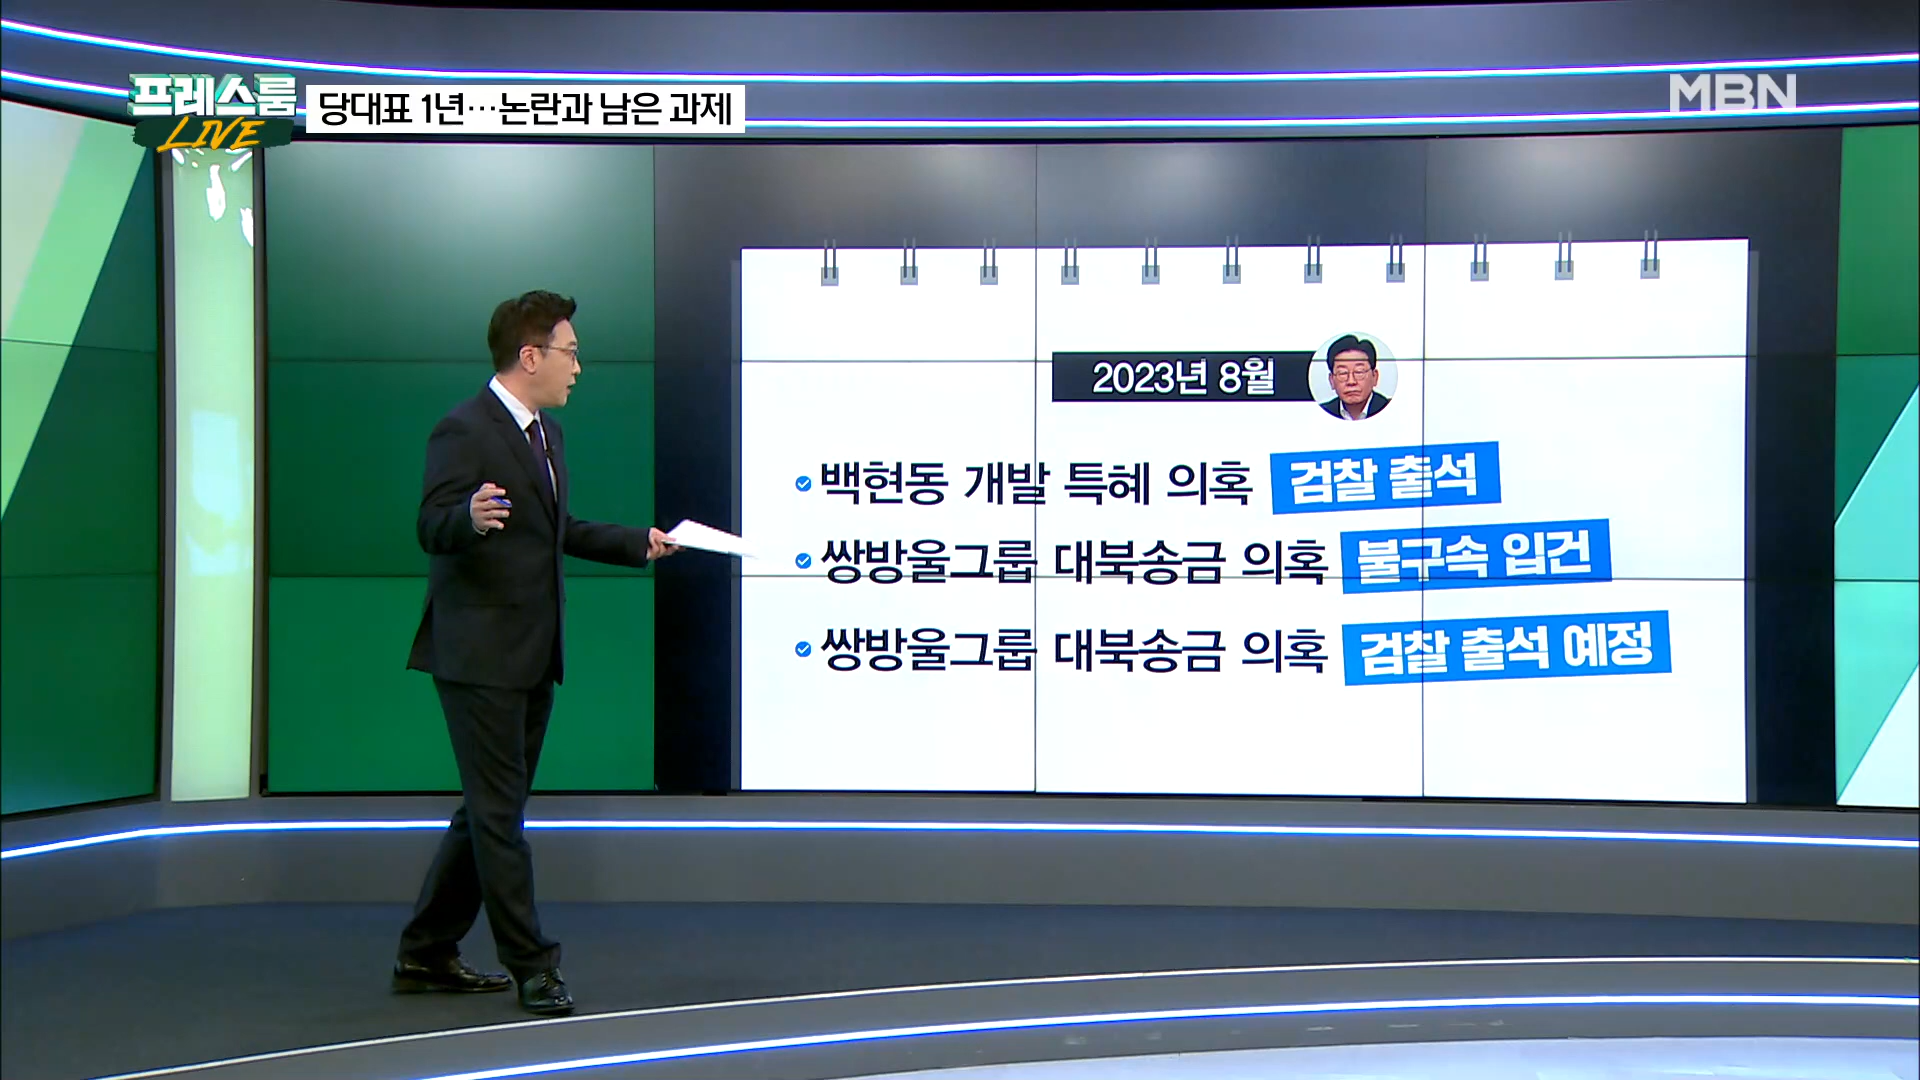 프레스룸
LIVE
당대표 1년…논란과 남은 과제
MBN
2023년 8월
백현동 개발 특혜 의혹 검찰 출석
쌍방울그룹 대북송금 의혹 불구속 입건
쌍방울그룹 대북송금 의혹 검찰 출석 예정